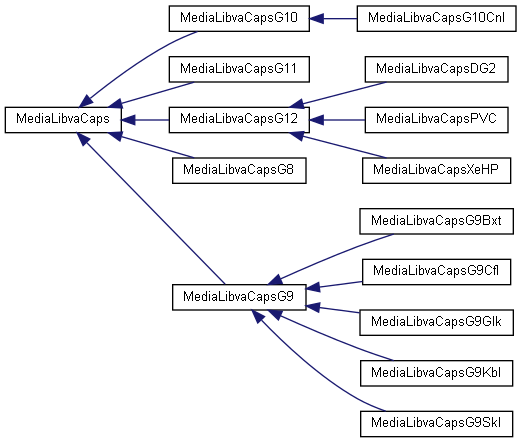 MediaLibvaCapsG10
MediaLibvaCapsG10Cnl
MediaLibvaCapsG11
MediaLibvaCapsDG2
MediaLibvaCaps
MediaLibvaCapsG12
MediaLibvaCapsPVC
MediaLibvaCapsG8
MediaLibvaCapsXeHP
MediaLibvaCapsG9Bxt
MediaLibvaCapsG9Cfl
MediaLibvaCapsG9
MediaLibvaCapsG9Glk
MediaLibvaCapsG9Kbl
MediaLibvaCapsG9Skl